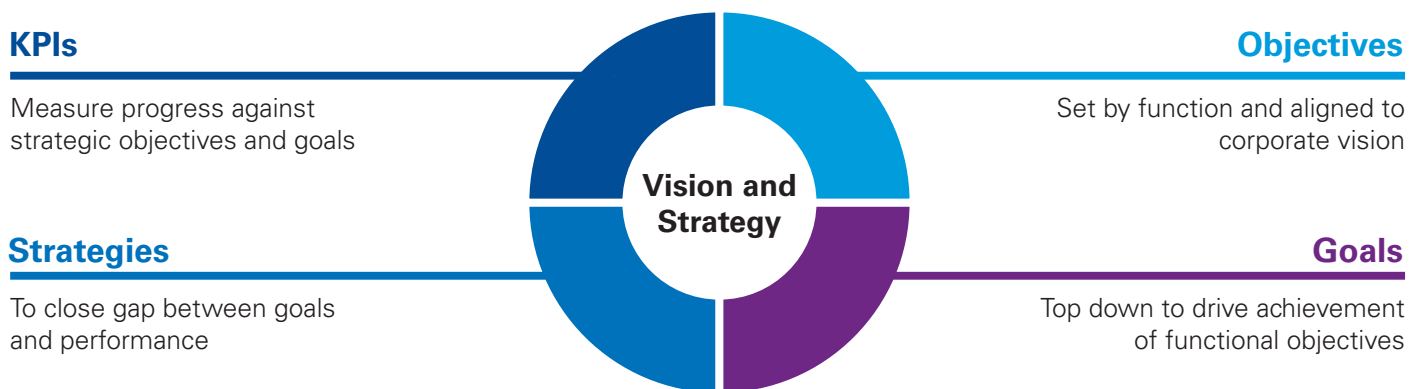 KPIs
Measure progress against
strategic objectives and goals
Objectives
Set by function and aligned to
corporate vision
Vision and
Strategy
Strategies
To close gap between goals
and performance
Goals
Top down to drive achievement
of functional objectives